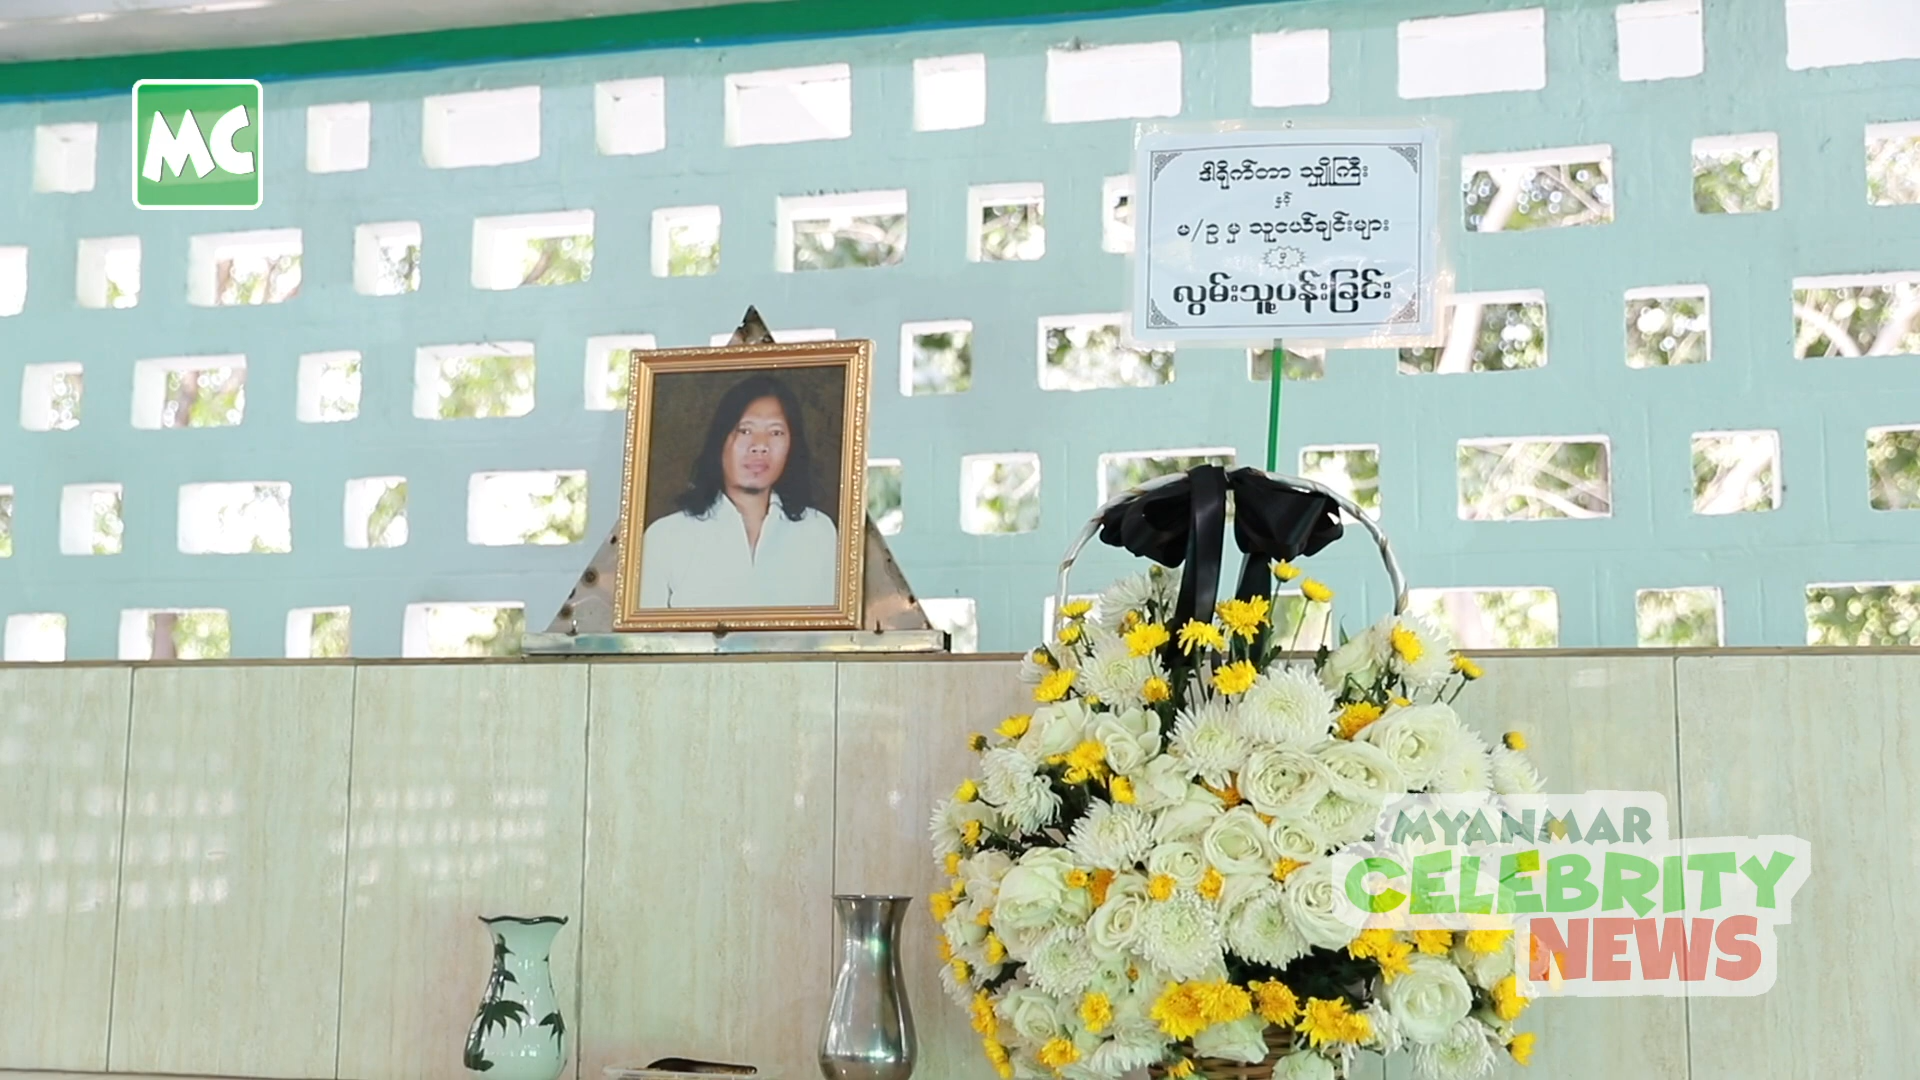 MC
ဒါရိုက်တာ သျှိုကြီး
နှင့်
မ/ဥ မှ သူငယ်ချင်းများ
မှ
လွမ်းသူ့ပန်းခြင်း
MYANMAR
CELEBRITY
NEWS